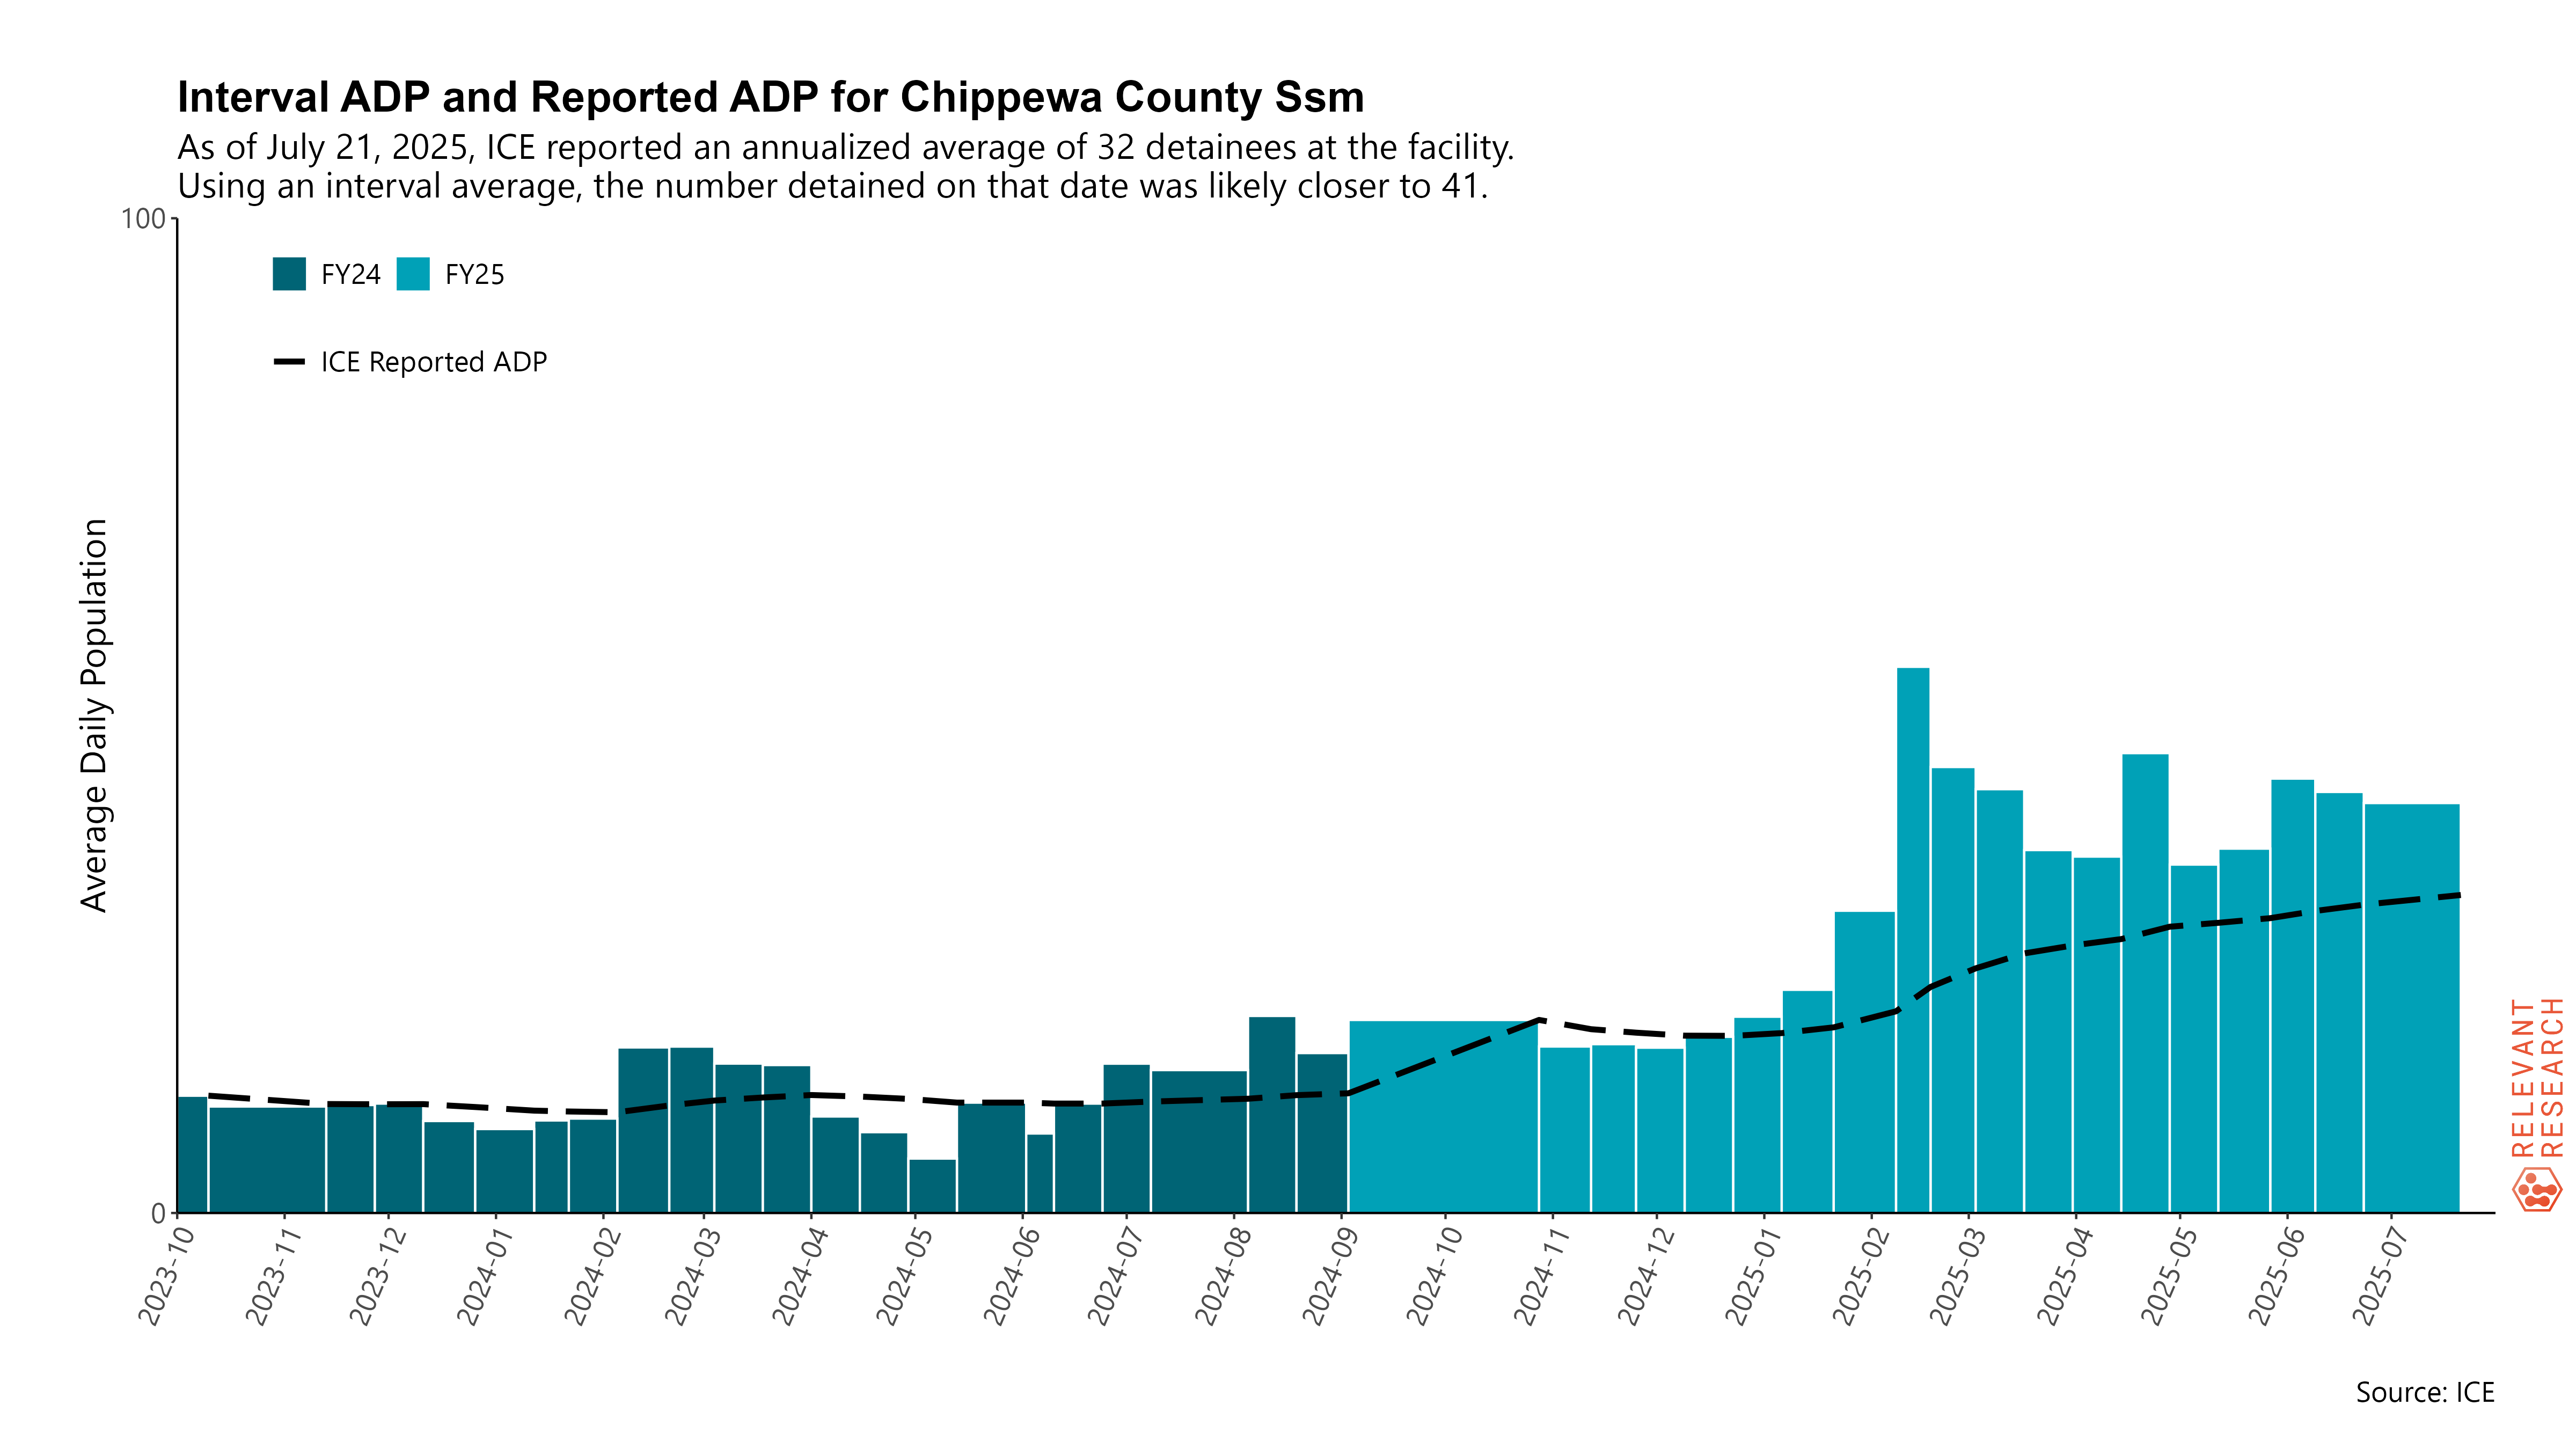 Interval ADP and Reported ADP for Chippewa County Ssm
As of July 21, 2025, ICE reported an annualized average of 32 detainees at the facility.
Using an interval average, the number detained on that date was likely closer to 41.
100
FY24 FY25
ICE Reported ADP
Average Daily Population
0
2023-10 2023-11 2023-12 2024-01 2024-02 2024-03 2024-04 2024-05 2024-06 2024-07 2024-08 2024-09 2024-10 2024-11 2024-12 2025-01 2025-02 2025-03 2025-04 2025-05 2025-06 2025-07
RELEVANT
RESEARCH
Source: ICE